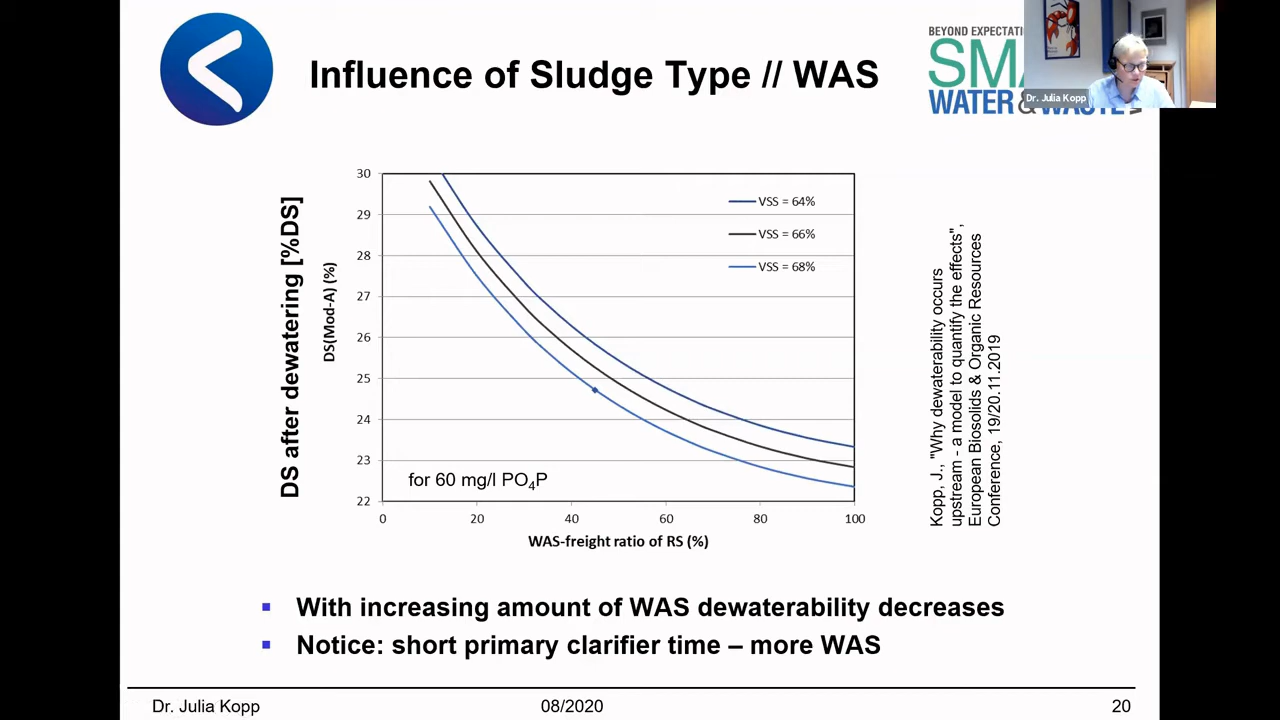 Influence of Sludge Type // WAS
BEYOND EXPECTATI
SM
WATER & WASTE
Dr. Julia Kopp
DS after dewatering [%DS]
DS(Mod-A) (%)
30
29
28
27
26
25
24
23
22
VSS = 64%
VSS = 66%
VSS = 68%
for 60 mg/l PO₄P
0 20 40 60 80 100
WAS-freight ratio of RS (%)
Kopp, J., "Why dewaterability occurs
upstream - a model to quantify the effects",
European Biosolids & Organic Resources
Conference, 19/20.11.2019
With increasing amount of WAS dewaterability decreases
Notice: short primary clarifier time – more WAS
Dr. Julia Kopp 08/2020 20